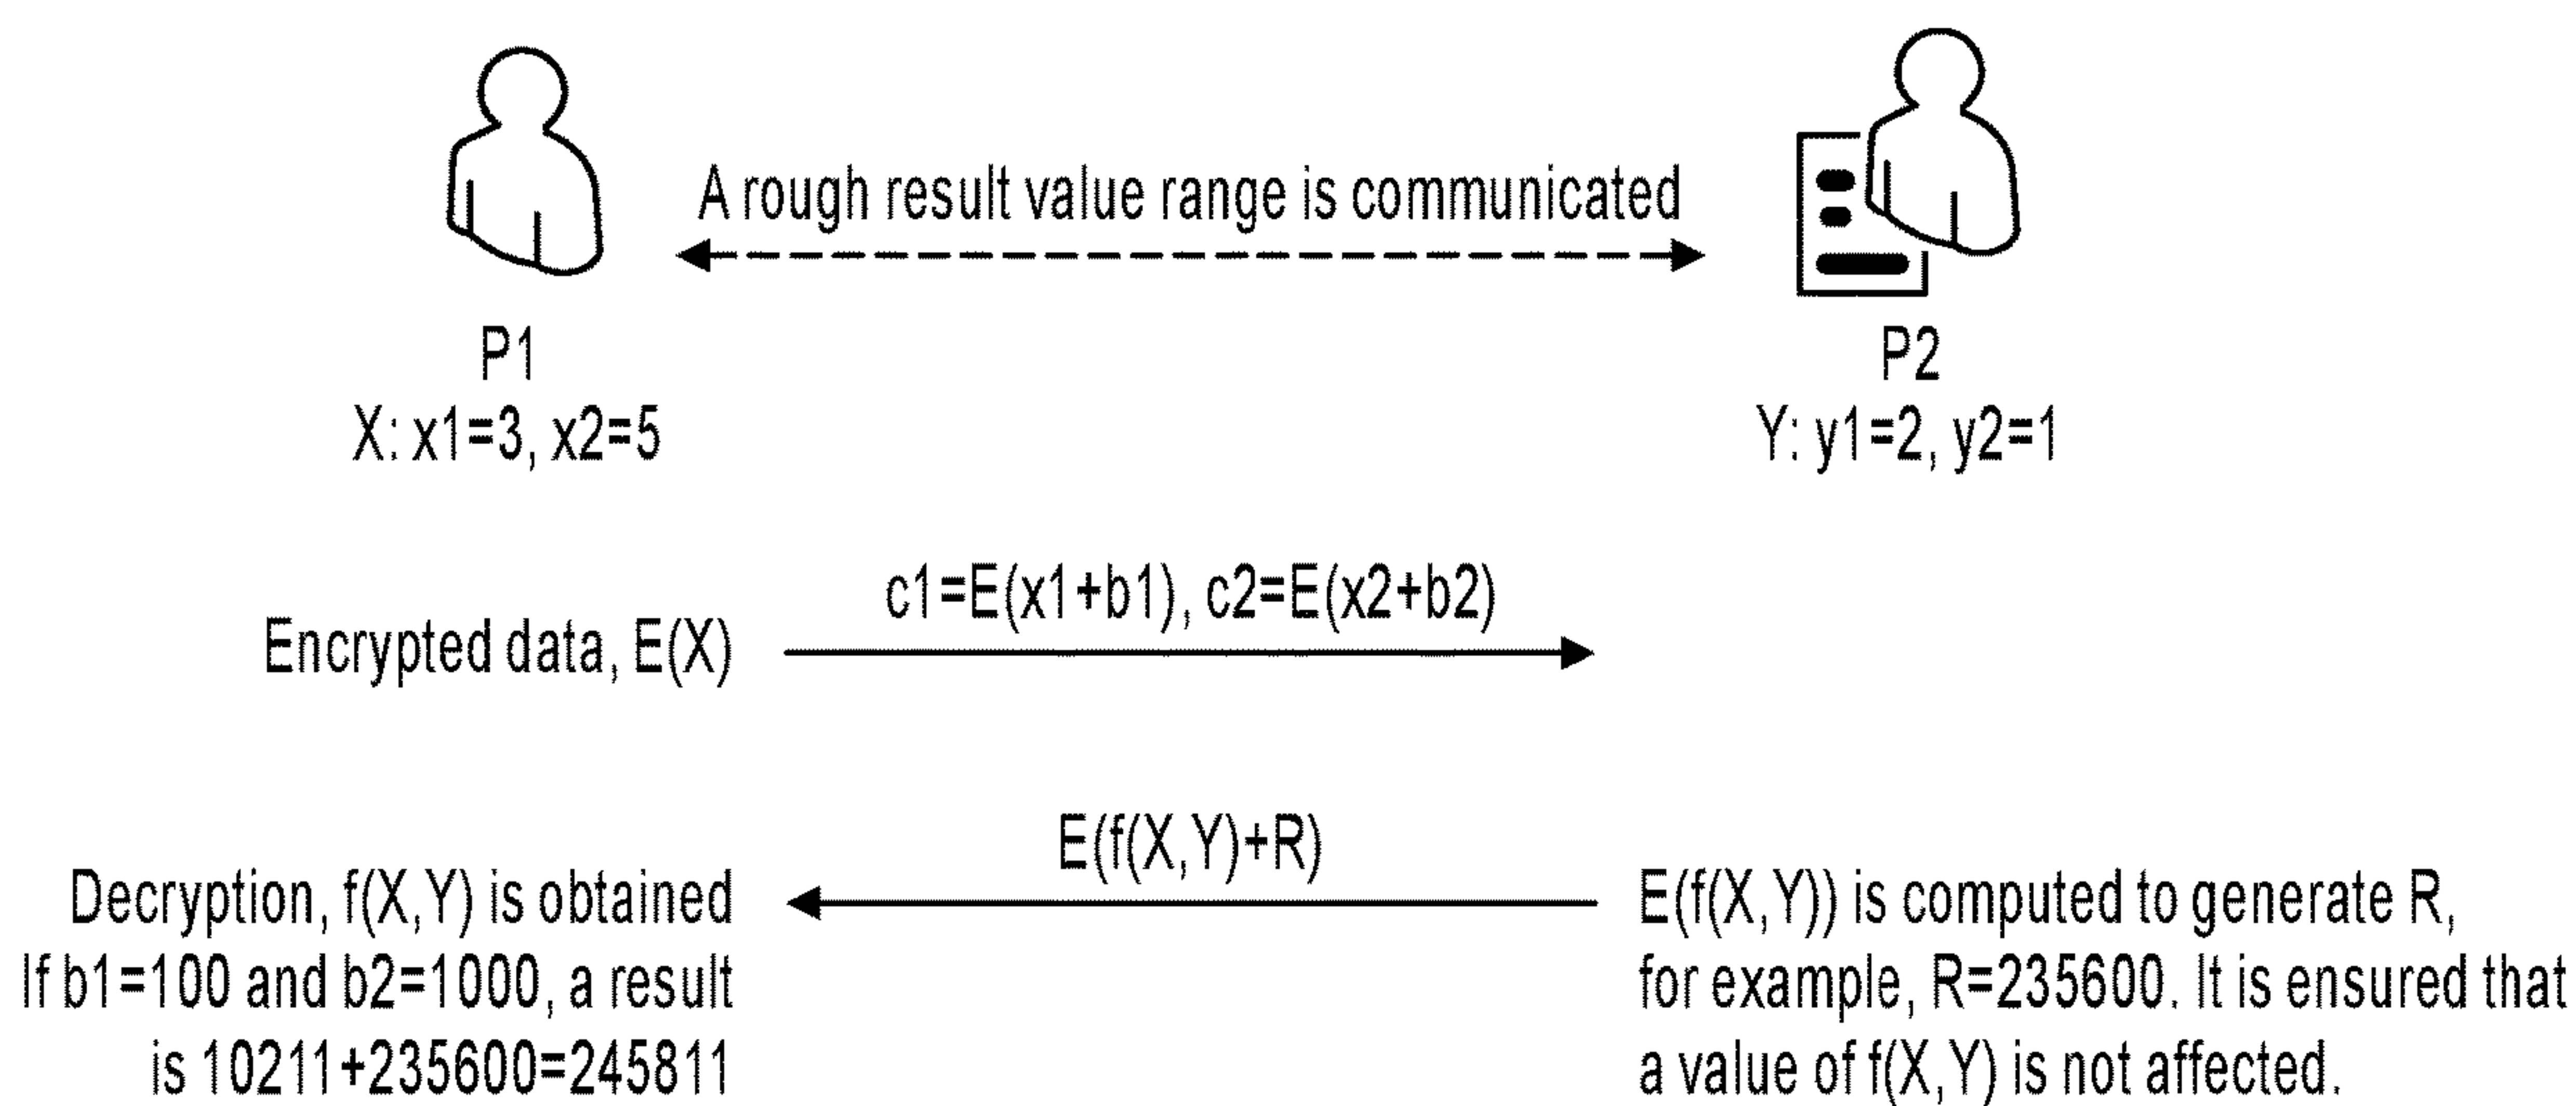 A rough result value range is communicated
P1
P2
X: x1=3, x2=5
Y: y1=2, y2=1
c1=E(x1+b1), c2=E(x2+b2)
Encrypted data, E(X)
E(f(X,Y)+R)
Decryption, f(X,Y) is obtained
If b1=100 and b2=1000, a result
is 10211+235600=245811
E(f(X,Y)) is computed to generate R,
for example, R=235600. It is ensured that
a value of f(X,Y) is not affected.